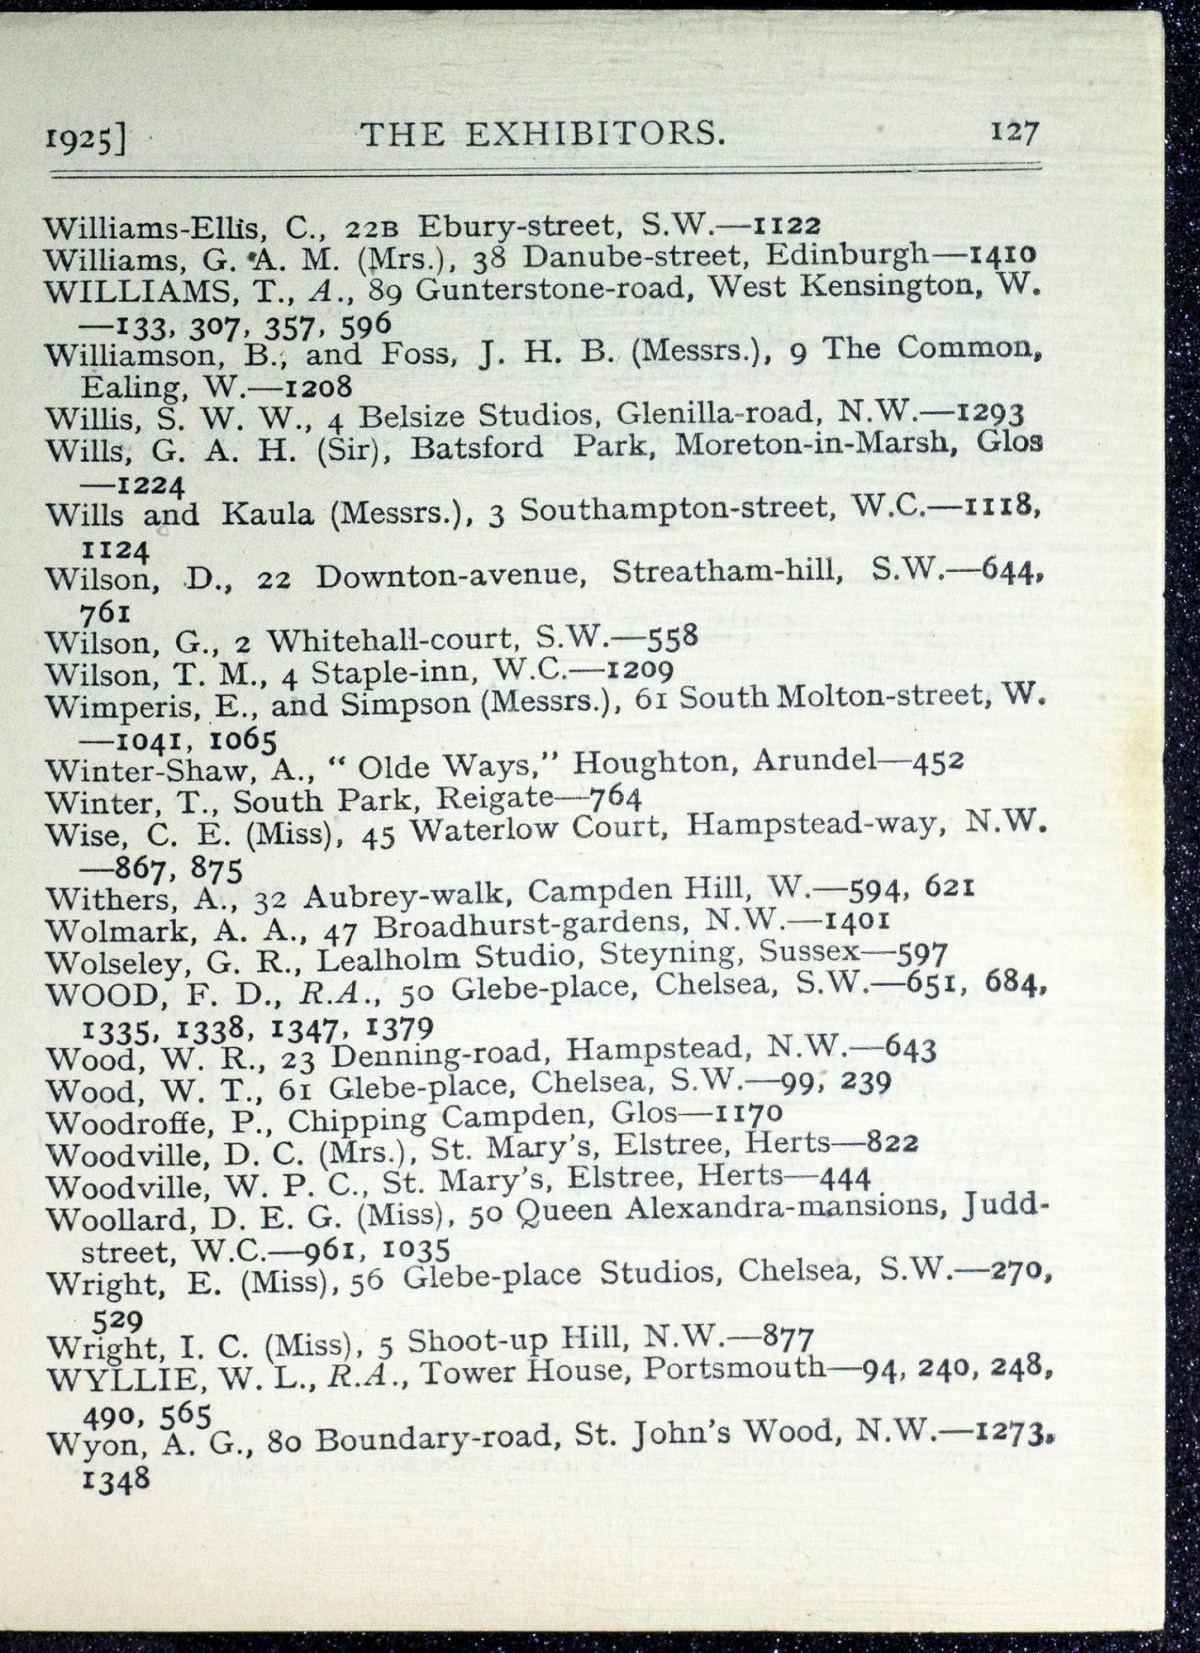 1925]
THE EXHIBITORS.
127
Williams-Ellis, C., 22B Ebury-street, S.W.—1122
Williams, G. A. M. (Mrs.), 38 Danube-street, Edinburgh—1410
WILLIAMS, T., A., 89 Gunterstone-road, West Kensington, W.
—133, 307, 357, 596
Williamson, B., and Foss, J. H. B. (Messrs.), 9 The Common,
Ealing, W.—1208
Willis, S. W. W., 4 Belsize Studios, Glenilla-road, N.W.—1293
Wills, G. A. H. (Sir), Batsford Park, Moreton-in-Marsh, Glos
—1224
Wills and Kaula (Messrs.), 3 Southampton-street, W.C.—1118,
1124
Wilson, D., 22 Downton-avenue, Streatham-hill, S.W.—644,
761
Wilson, G., 2 Whitehall-court, S.W.—558
Wilson, T. M., 4 Staple-inn, W.C.—1209
Wimperis, E., and Simpson (Messrs.), 61 South Molton-street, W.
—1041, 1065
Winter-Shaw, A., “ Olde Ways,” Houghton, Arundel—452
Winter, T., South Park, Reigate—764
Wise, C. E. (Miss), 45 Waterlow Court, Hampstead-way, N.W.
—867, 875
Withers, A., 32 Aubrey-walk, Campden Hill, W.—594, 621
Wolmark, A. A., 47 Broadhurst-gardens, N.W.—1401
Wolseley, G. R., Lealholm Studio, Steyning, Sussex—597
WOOD, F. D., R.A., 50 Glebe-place, Chelsea, S.W.—651, 684,
1335, 1338, 1347, 1379
Wood, W. R., 23 Denning-road, Hampstead, N.W.—643
Wood, W. T., 61 Glebe-place, Chelsea, S.W.—99, 239
Woodroffe, P., Chipping Campden, Glos—1170
Woodville, D. C. (Mrs.), St. Mary’s, Elstree, Herts—822
Woodville, W. P. C., St. Mary’s, Elstree, Herts—444
Woollard, D. E. G. (Miss), 50 Queen Alexandra-mansions, Judd-
street, W.C.—961, 1035
Wright, E. (Miss), 56 Glebe-place Studios, Chelsea, S.W.—270,
529
Wright, I. C. (Miss), 5 Shoot-up Hill, N.W.—877
WYLLIE, W. L., R.A., Tower House, Portsmouth—94, 240, 248,
490, 565
Wyon, A. G., 80 Boundary-road, St. John’s Wood, N.W.—1273,
1348